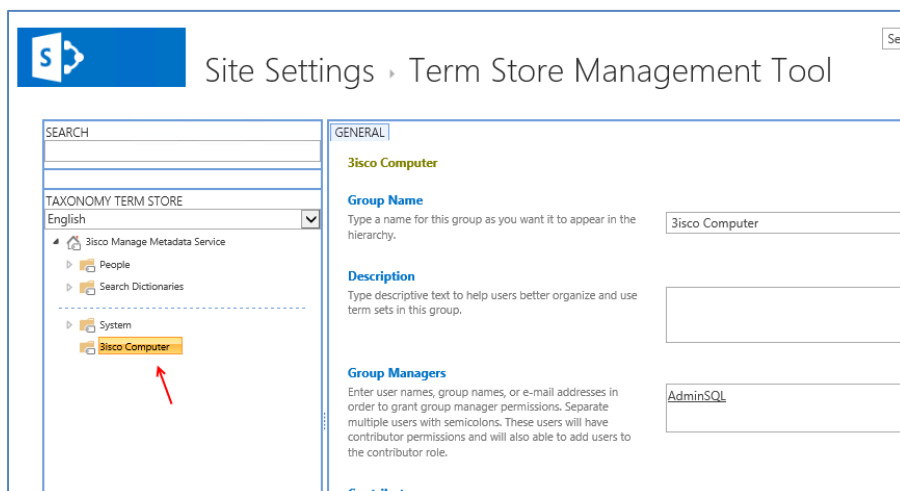 Se
S
Site Settings › Term Store Management Tool
SEARCH
TAXONOMY TERM STORE
English
3isco Manage Metadata Service
People
Search Dictionaries
System
3isco Computer
GENERAL
3isco Computer
Group Name
Type a name for this group as you want it to appear in the
hierarchy.
3isco Computer
Description
Type descriptive text to help users better organize and use
term sets in this group.
Group Managers
Enter user names, group names, or e-mail addresses in
order to grant group manager permissions. Separate
multiple users with semicolons. These users will have
contributor permissions and will also able to add users to
the contributor role.
AdminSQL